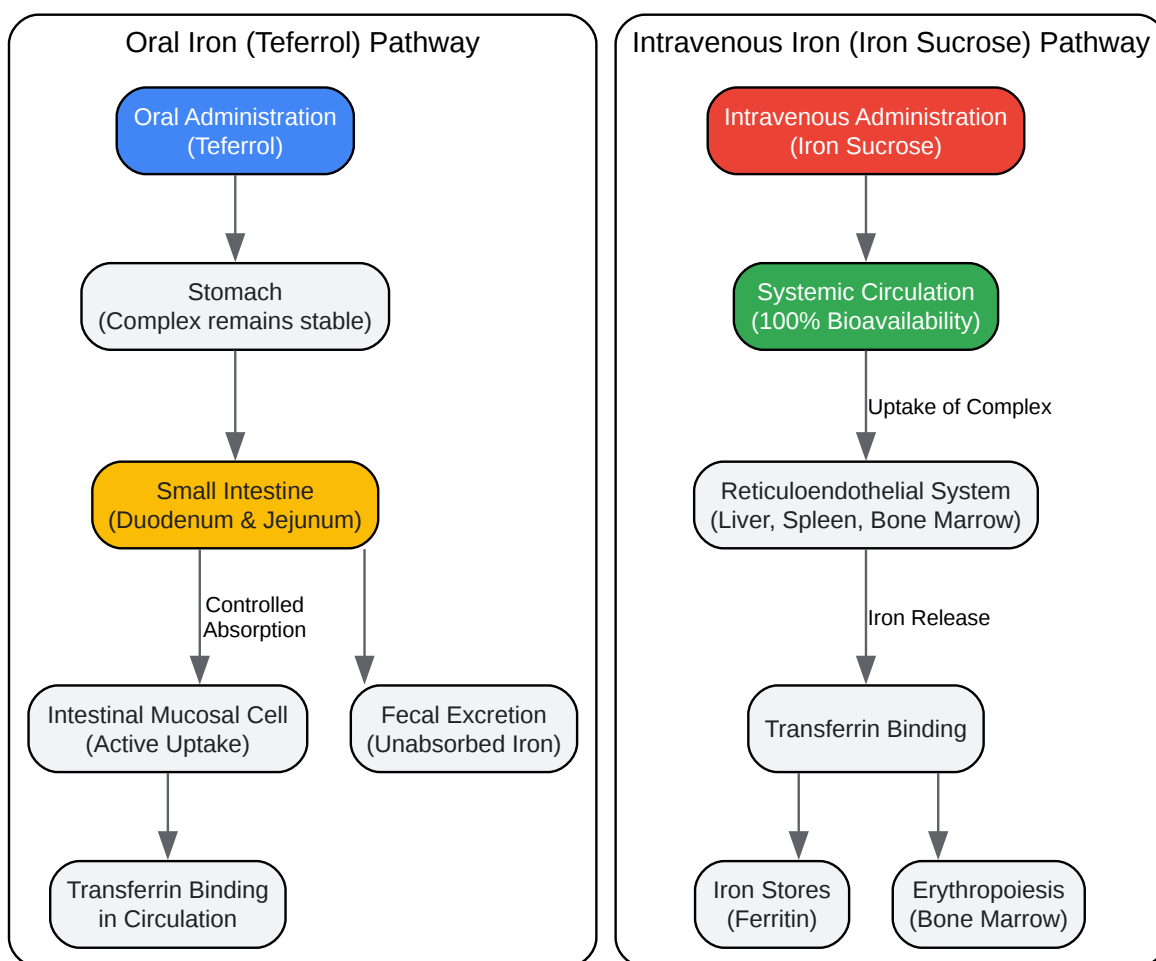 Oral Iron (Teferrol) Pathway
Oral Administration
(Teferrol)
Stomach
(Complex remains stable)
Small Intestine
(Duodenum & Jejunum)
Controlled
Absorption
Intestinal Mucosal Cell
(Active Uptake)
Fecal Excretion
(Unabsorbed Iron)
Transferrin Binding
in Circulation
Intravenous Iron (Iron Sucrose) Pathway
Intravenous Administration
(Iron Sucrose)
Systemic Circulation
(100% Bioavailability)
Uptake of Complex
Reticuloendothelial System
(Liver, Spleen, Bone Marrow)
Iron Release
Transferrin Binding
Iron Stores
(Ferritin)
Erythropoiesis
(Bone Marrow)